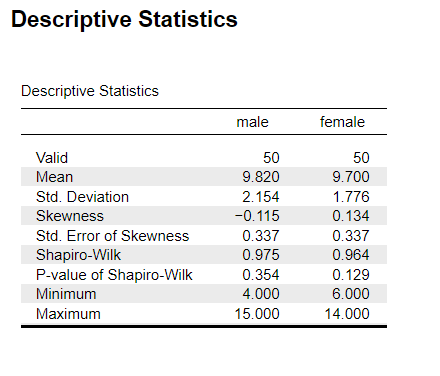 Descriptive Statistics
Descriptive Statistics
male female
Valid 50 50
Mean 9.820 9.700
Std. Deviation 2.154 1.776
Skewness −0.115 0.134
Std. Error of Skewness 0.337 0.337
Shapiro-Wilk 0.975 0.964
P-value of Shapiro-Wilk 0.354 0.129
Minimum 4.000 6.000
Maximum 15.000 14.000